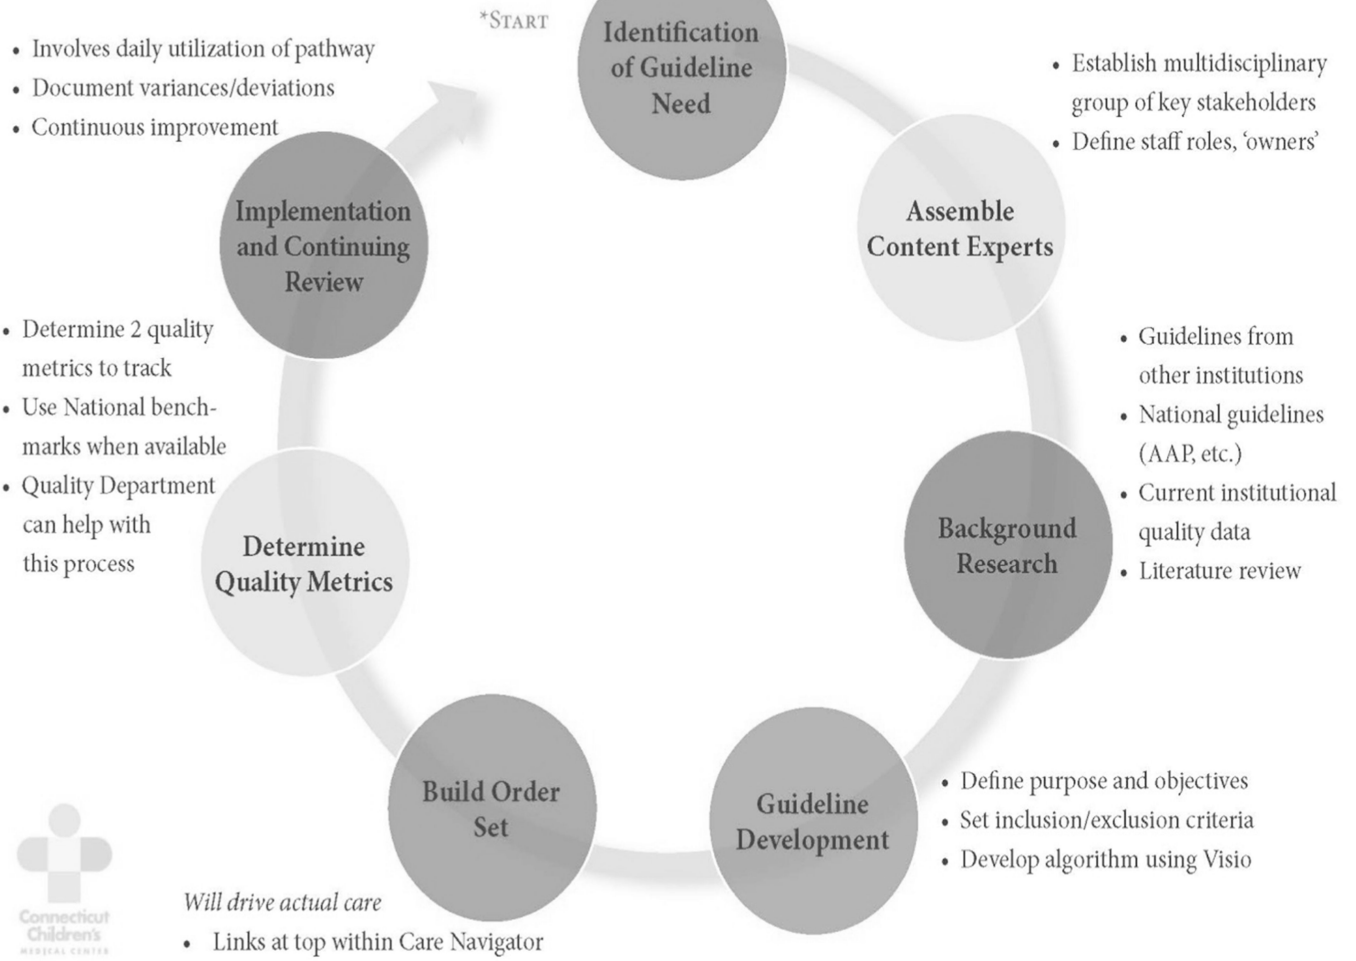 *START
Identification
of Guideline
Need
• Establish multidisciplinary
group of key stakeholders
• Define staff roles, ‘owners’
Assemble
Content Experts
• Guidelines from
other institutions
• National guidelines
(AAP, etc.)
• Current institutional
quality data
• Literature review
Background
Research
• Define purpose and objectives
• Set inclusion/exclusion criteria
• Develop algorithm using Visio
Guideline
Development
Build Order
Set
Will drive actual care
• Links at top within Care Navigator
Determine
Quality Metrics
• Determine 2 quality
metrics to track
• Use National bench-
marks when available
• Quality Department
can help with
this process
Implementation
and Continuing
Review
• Involves daily utilization of pathway
• Document variances/deviations
• Continuous improvement
Connecticut
Children's
MEDICAL CENTER